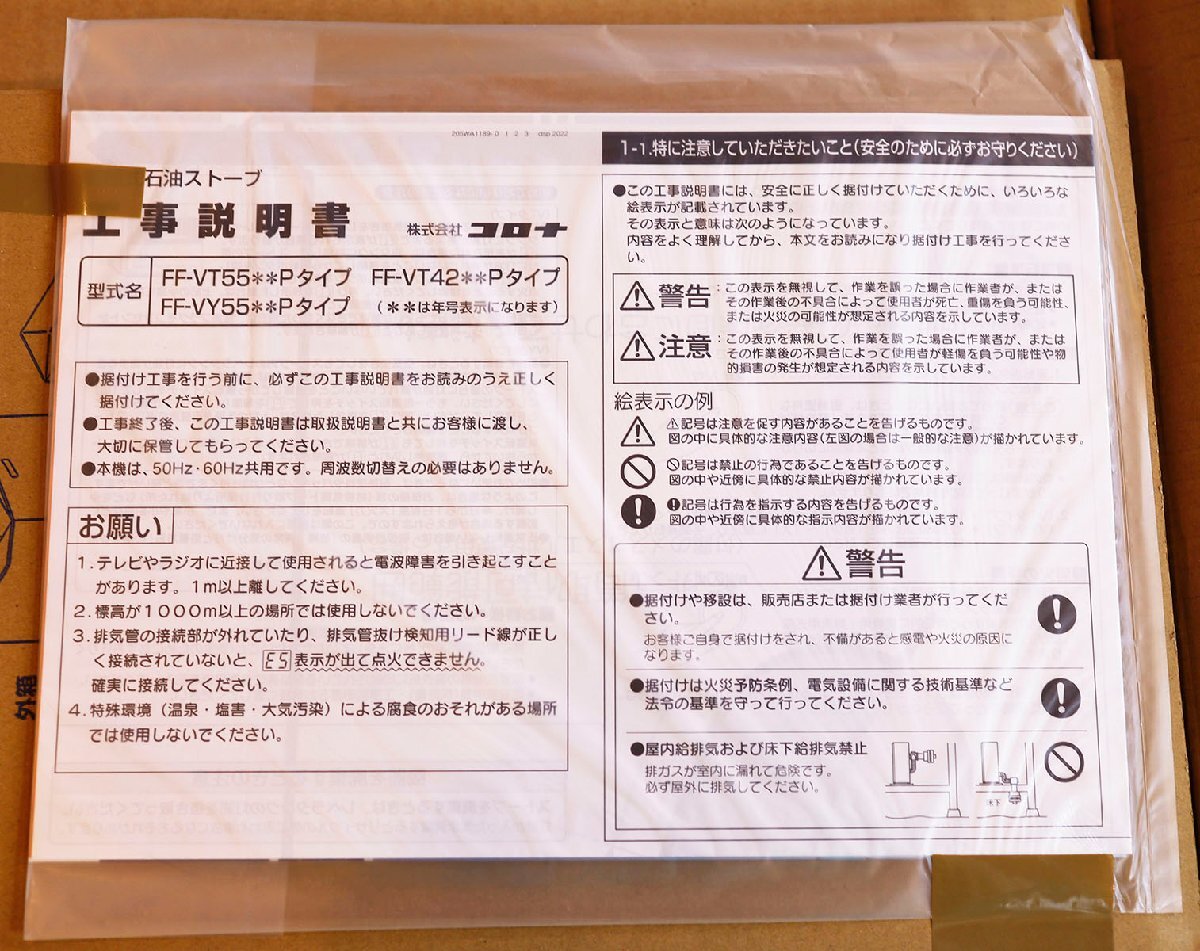 205WA1189-0 1 2 3 dsp 2022
石油ストーブ
工事説明書
株式会社 コロナ
型式名
FF-VT55**Pタイプ FF-VT42**Pタイプ
FF-VY55**Pタイプ (**は年号表示になります)
●据付け工事を行う前に、必ずこの工事説明書をお読みのうえ正しく
据付けてください。
●工事終了後、この工事説明書は取扱説明書と共にお客様に渡し、
大切に保管してもらってください。
●本機は、50Hz・60Hz共用です。周波数切替えの必要はありません。
お願い
1.テレビやラジオに近接して使用されると電波障害を引き起こすこと
があります。1m以上離してください。
2.標高が1000m以上の場所では使用しないでください。
3.排気管の接続部が外れていたり、排気管抜け検知用リード線が正し
く接続されていないと、E5表示が出て点火できません。
確実に接続してください。
4.特殊環境(温泉・塩害・大気汚染)による腐食のおそれがある場所
では使用しないでください。
1-1.特に注意していただきたいこと(安全のために必ずお守りください)
●この工事説明書には、安全に正しく据付けていただくために、いろいろな
絵表示が記載されています。
その表示と意味は次のようになっています。
内容をよく理解してから、本文をお読みになり据付け工事を行ってくださ
い。
警告:この表示を無視して、作業を誤った場合に作業者が、または
その作業後の不具合によって使用者が死亡、重傷を負う可能性、
または火災の可能性が想定される内容を示しています。
注意:この表示を無視して、作業を誤った場合に作業者が、または
その作業後の不具合によって使用者が軽傷を負う可能性や物
的損害の発生が想定される内容を示しています。
絵表示の例
⚠記号は注意を促す内容があることを告げるものです。
図の中に具体的な注意内容(左図の場合は一般的な注意)が描かれています。
🚫記号は禁止の行為であることを告げるものです。
図の中や近傍に具体的な禁止内容が描かれています。
❗記号は行為を指示する内容を告げるものです。
図の中や近傍に具体的な指示内容が描かれています。
⚠警告
●据付けや移設は、販売店または据付け業者が行ってくだ
さい。
お客様ご自身で据付けをされ、不備があると感電や火災の原因に
なります。
●据付けは火災予防条例、電気設備に関する技術基準など
法令の基準を守って行ってください。
●屋内給排気および床下給排気禁止
排ガスが室内に漏れて危険です。
必ず屋外に排気してください。
床下
外箱